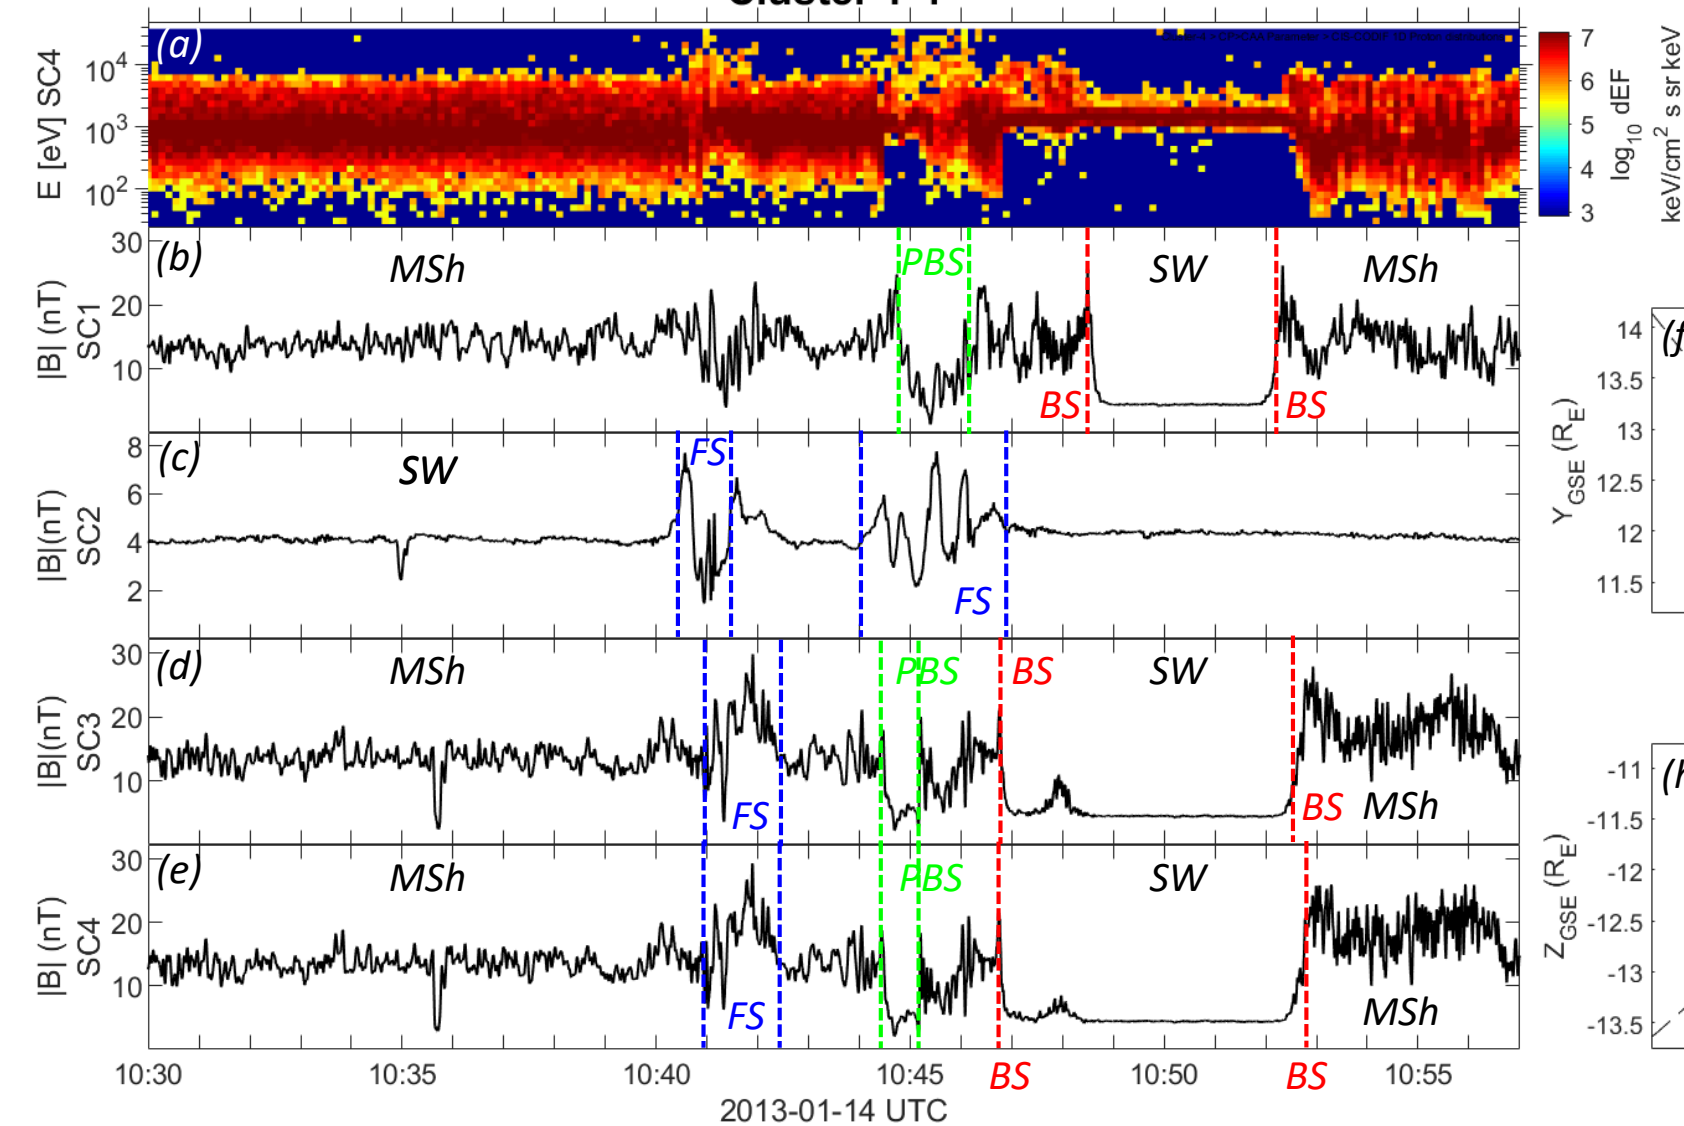 (a)
E [eV] SC4
10^4
10^3
10^2
7
6
5
4
3
log_10 dEF
keV/cm^2 s sr keV
(b)
MSh
PBS
SW
MSh
BS
BS
|B| (nT)
SC1
30
20
10
(c)
SW
FS
FS
|B|(nT)
SC2
8
6
4
2
(d)
MSh
PBS
BS
SW
FS
BS
MSh
|B|(nT)
SC3
30
20
10
(e)
MSh
PBS
SW
FS
MSh
|B| (nT)
SC4
30
20
10
10:30
10:35
10:40
10:45
BS
10:50
BS
10:55
2013-01-14 UTC
Y_GSE (R_E)
14
13.5
13
12.5
12
11.5
Z_GSE (R_E)
-11
-11.5
-12
-12.5
-13
-13.5